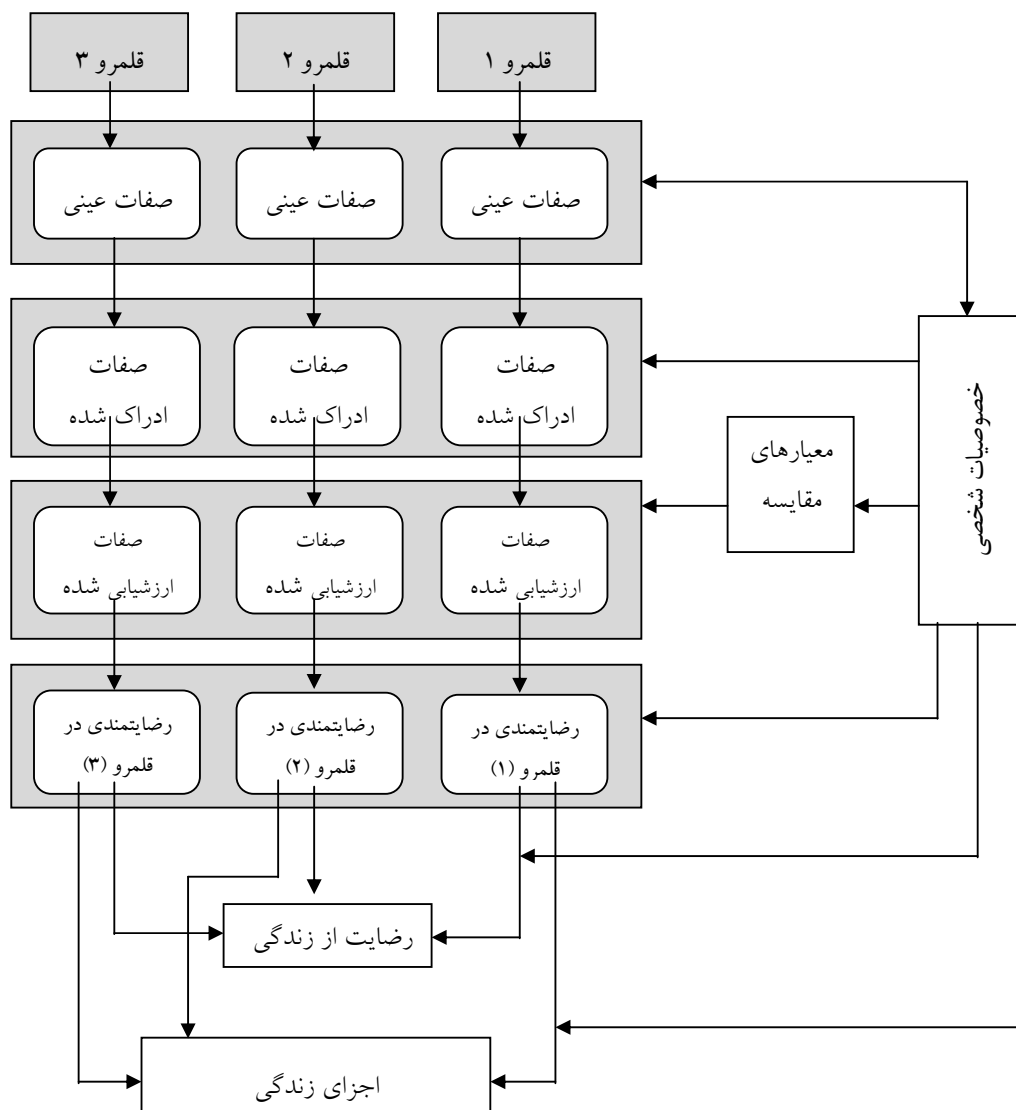 قلمرو ۱
قلمرو ۲
قلمرو ۳
صفات عینی
صفات عینی
صفات عینی
صفات
ادراک شده
صفات
ادراک شده
صفات
ادراک شده
خصوصیات شخصی
معیارهای
مقایسه
صفات
ارزشیابی شده
صفات
ارزشیابی شده
صفات
ارزشیابی شده
رضایتمندی در
قلمرو (۱)
رضایتمندی در
قلمرو (۲)
رضایتمندی در
قلمرو (۳)
رضایت از زندگی
اجزای زندگی